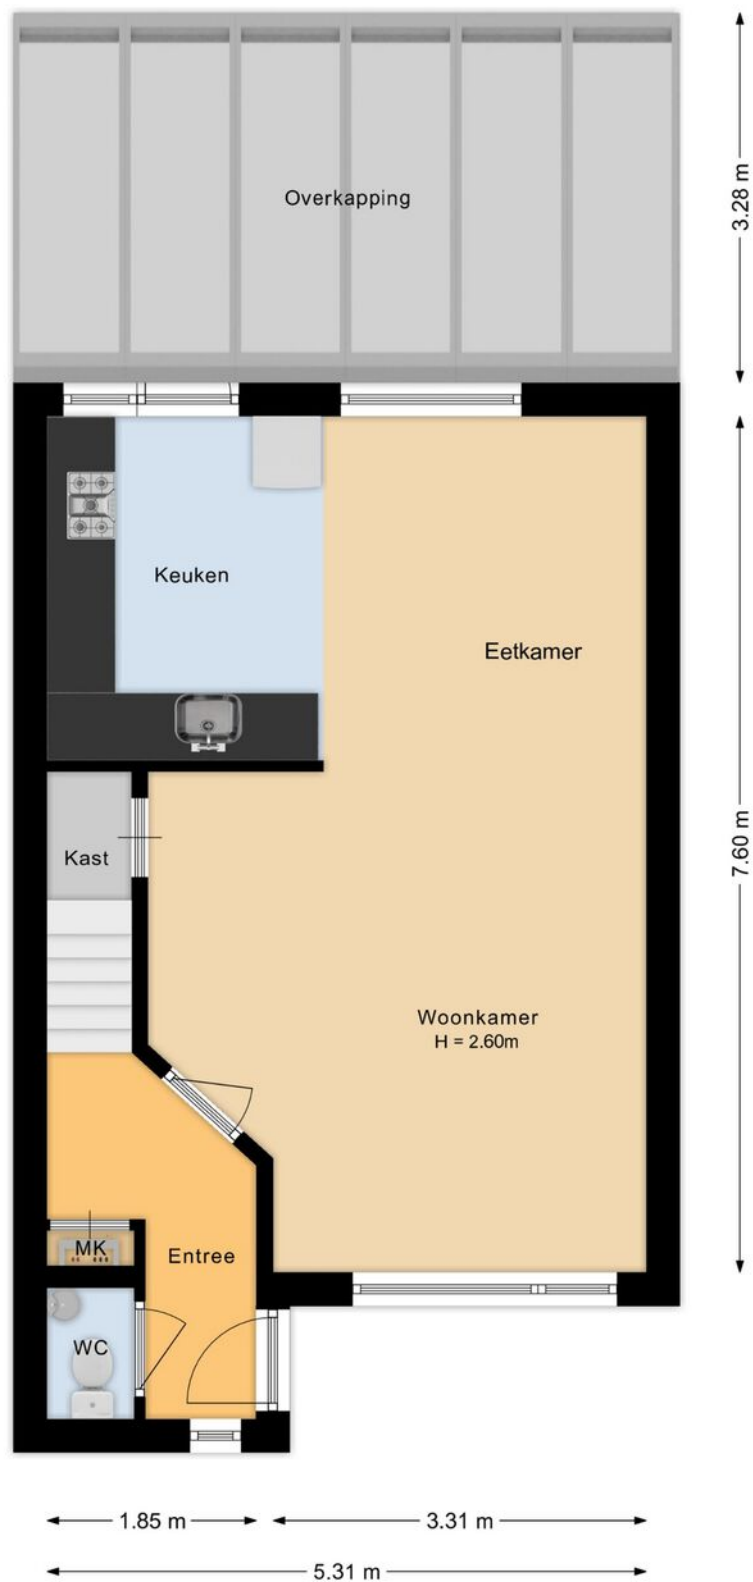 Overkapping
3.28 m
Keuken
Eetkamer
7.60 m
Kast
Woonkamer
H = 2.60m
MK
Entree
WC
1.85 m
3.31 m
5.31 m